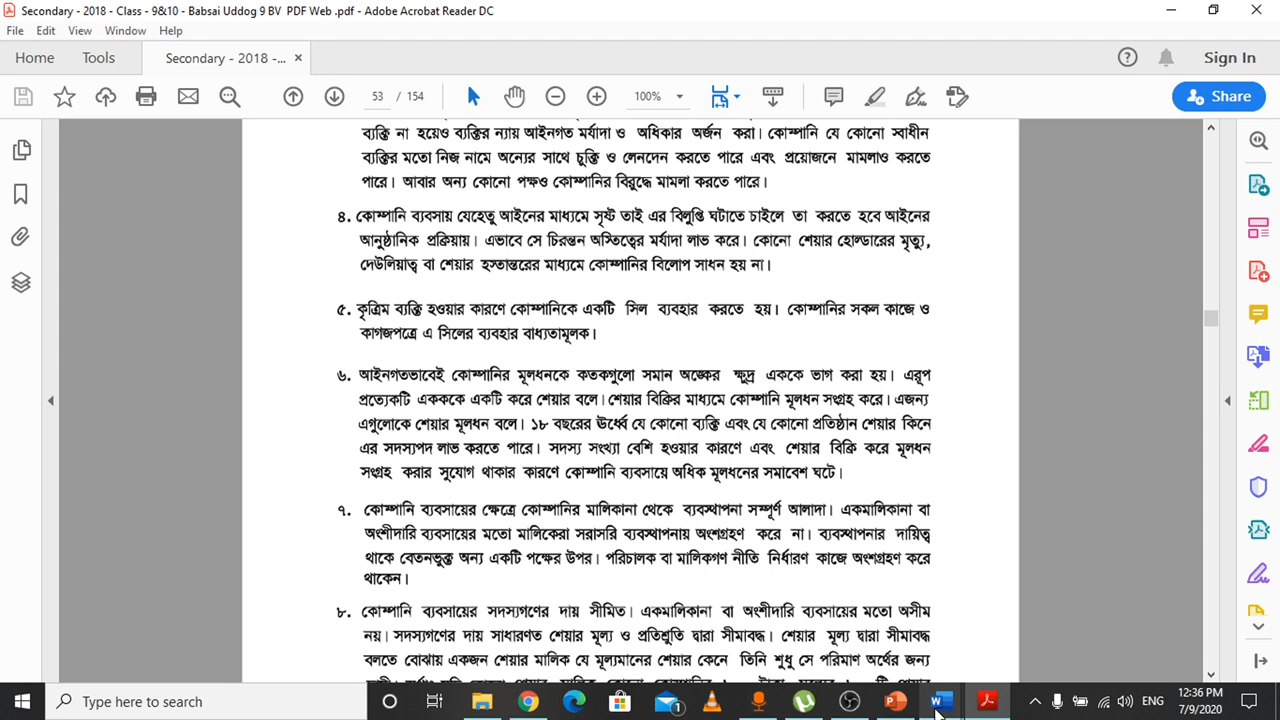 Secondary - 2018 - Class - 9&10 - Babsai Uddog 9 BV  PDF Web .pdf - Adobe Acrobat Reader DC
File Edit View Window Help
Home Tools Secondary - 2018 -... × Sign In
53 / 154 100% Share
ব্যক্তি না হয়েও ব্যক্তির ন্যায় আইনগত মর্যাদা ও অধিকার অর্জন করা। কোম্পানি যে কোনো স্বাধীন
ব্যক্তির মতো নিজ নামে অন্যের সাথে চুক্তি ও লেনদেন করতে পারে এবং প্রয়োজনে মামলাও করতে
পারে। আবার অন্য কোনো পক্ষও কোম্পানির বিরুদ্ধে মামলা করতে পারে।
৪. কোম্পানি ব্যবসায় যেহেতু আইনের মাধ্যমে সৃষ্ট তাই এর বিলুপ্তি ঘটাতে চাইলে তা করতে হবে আইনের
আনুষ্ঠানিক প্রক্রিয়ায়। এভাবে সে চিরন্তন অস্তিত্বের মর্যাদা লাভ করে। কোনো শেয়ার হোল্ডারের মৃত্যু,
দেউলিয়াত্ব বা শেয়ার হস্তান্তরের মাধ্যমে কোম্পানির বিলোপ সাধন হয় না।
৫. কৃত্রিম ব্যক্তি হওয়ার কারণে কোম্পানিকে একটি সিল ব্যবহার করতে হয়। কোম্পানির সকল কাজে ও
কাগজপত্রে এ সিলের ব্যবহার বাধ্যতামূলক।
৬. আইনগতভাবেই কোম্পানির মূলধনকে কতকগুলো সমান অঙ্কের ক্ষুদ্র এককে ভাগ করা হয়। এরূপ
প্রত্যেকটি একককে একটি করে শেয়ার বলে। শেয়ার বিক্রির মাধ্যমে কোম্পানি মূলধন সংগ্রহ করে। এজন্য
এগুলোকে শেয়ার মূলধন বলে। ১৮ বছরের ঊর্ধ্বে যে কোনো ব্যক্তি এবং যে কোনো প্রতিষ্ঠান শেয়ার কিনে
এর সদস্যপদ লাভ করতে পারে। সদস্য সংখ্যা বেশি হওয়ার কারণে এবং শেয়ার বিক্রি করে মূলধন
সংগ্রহ করার সুযোগ থাকার কারণে কোম্পানি ব্যবসায়ে অধিক মূলধনের সমাবেশ ঘটে।
৭. কোম্পানি ব্যবসায়ের ক্ষেত্রে কোম্পানির মালিকানা থেকে ব্যবস্থাপনা সম্পূর্ণ আলাদা। একমালিকানা বা
অংশীদারি ব্যবসায়ের মতো মালিকেরা সরাসরি ব্যবস্থাপনায় অংশগ্রহণ করে না। ব্যবস্থাপনার দায়িত্ব
থাকে বেতনভুক্ত অন্য একটি পক্ষের উপর। পরিচালক বা মালিকগণ নীতি নির্ধারণ কাজে অংশগ্রহণ করে
থাকেন।
৮. কোম্পানি ব্যবসায়ের সদস্যগণের দায় সীমিত। একমালিকানা বা অংশীদারি ব্যবসায়ের মতো অসীম
নয়। সদস্যগণের দায় সাধারণত শেয়ার মূল্য ও প্রতিশ্রুতি দ্বারা সীমাবদ্ধ। শেয়ার মূল্য দ্বারা সীমাবদ্ধ
বলতে বোঝায় একজন শেয়ার মালিক যে মূল্যমানের শেয়ার কেনে তিনি শুধু সে পরিমাণ অর্থের জন্য
Type here to search 1 ENG 12:36 PM
7/9/2020